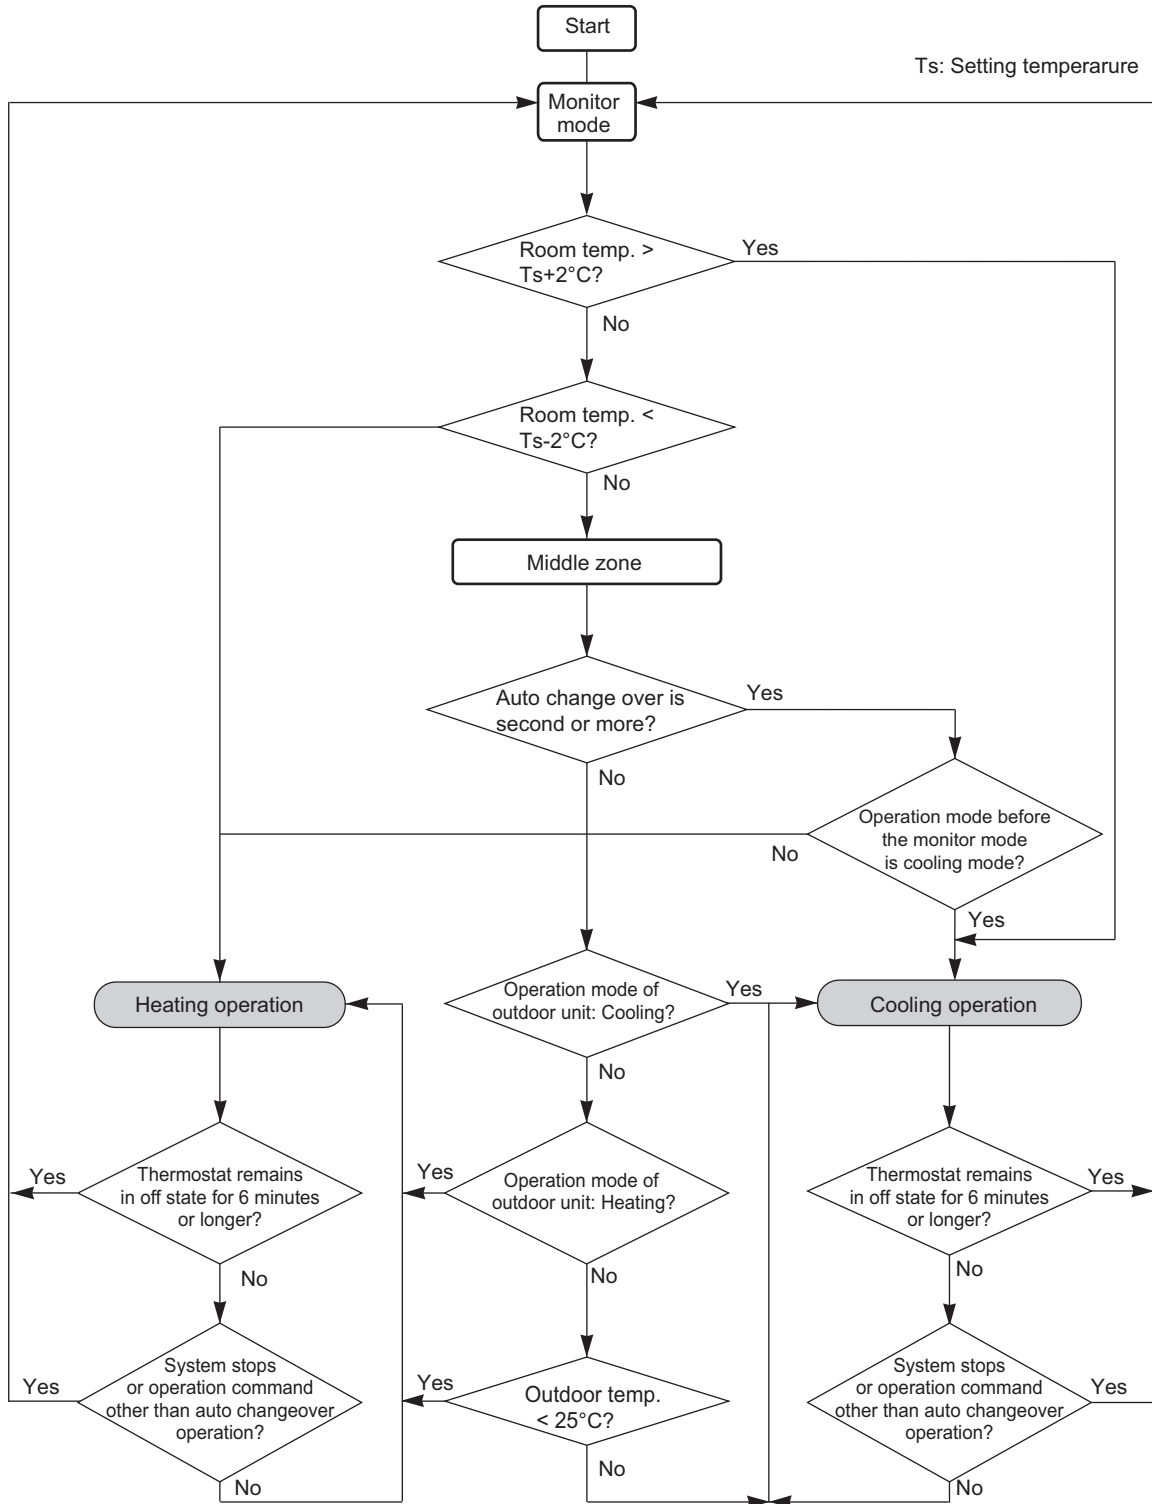 Start
Ts: Setting temperarure
Monitor
mode
Room temp. >
Ts+2°C?
Yes
No
Room temp. <
Ts-2°C?
No
Middle zone
Auto change over is
second or more?
Yes
No
Operation mode before
the monitor mode
is cooling mode?
No
Yes
Heating operation
Operation mode of
outdoor unit: Cooling?
Yes
Cooling operation
No
Thermostat remains
in off state for 6 minutes
or longer?
Yes
No
Operation mode of
outdoor unit: Heating?
Yes
No
Thermostat remains
in off state for 6 minutes
or longer?
Yes
No
System stops
or operation command
other than auto changeover
operation?
Yes
No
Outdoor temp.
< 25°C?
Yes
No
System stops
or operation command
other than auto changeover
operation?
Yes
No